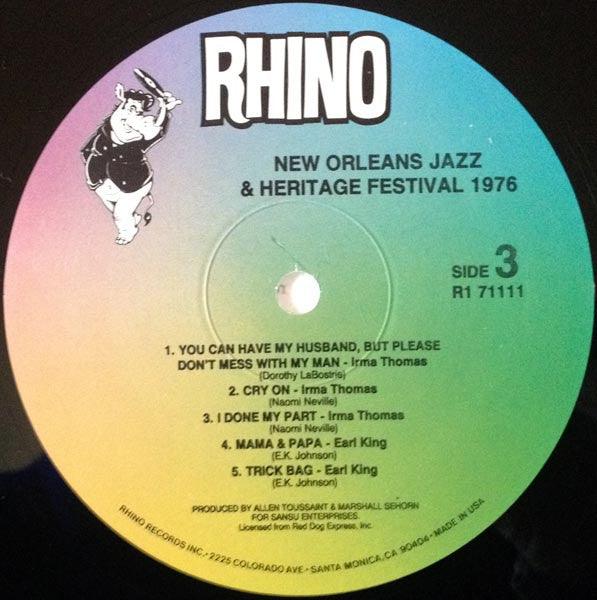 RHINO
NEW ORLEANS JAZZ
& HERITAGE FESTIVAL 1976
SIDE 3
R1 71111
1. YOU CAN HAVE MY HUSBAND, BUT PLEASE
DON'T MESS WITH MY MAN - Irma Thomas
(Dorothy LaBostrie)
2. CRY ON - Irma Thomas
(Naomi Neville)
3. I DONE MY PART - Irma Thomas
(Naomi Neville)
4. MAMA & PAPA - Earl King
(E.K. Johnson)
5. TRICK BAG - Earl King
(E.K. Johnson)
PRODUCED BY ALLEN TOUSSAINT & MARSHALL SEHORN
FOR SANSU ENTERPRISES.
Licensed from Red Dog Express, Inc.
RHINO RECORDS INC. • 2225 COLORADO AVE • SANTA MONICA, CA 90404 • MADE IN USA